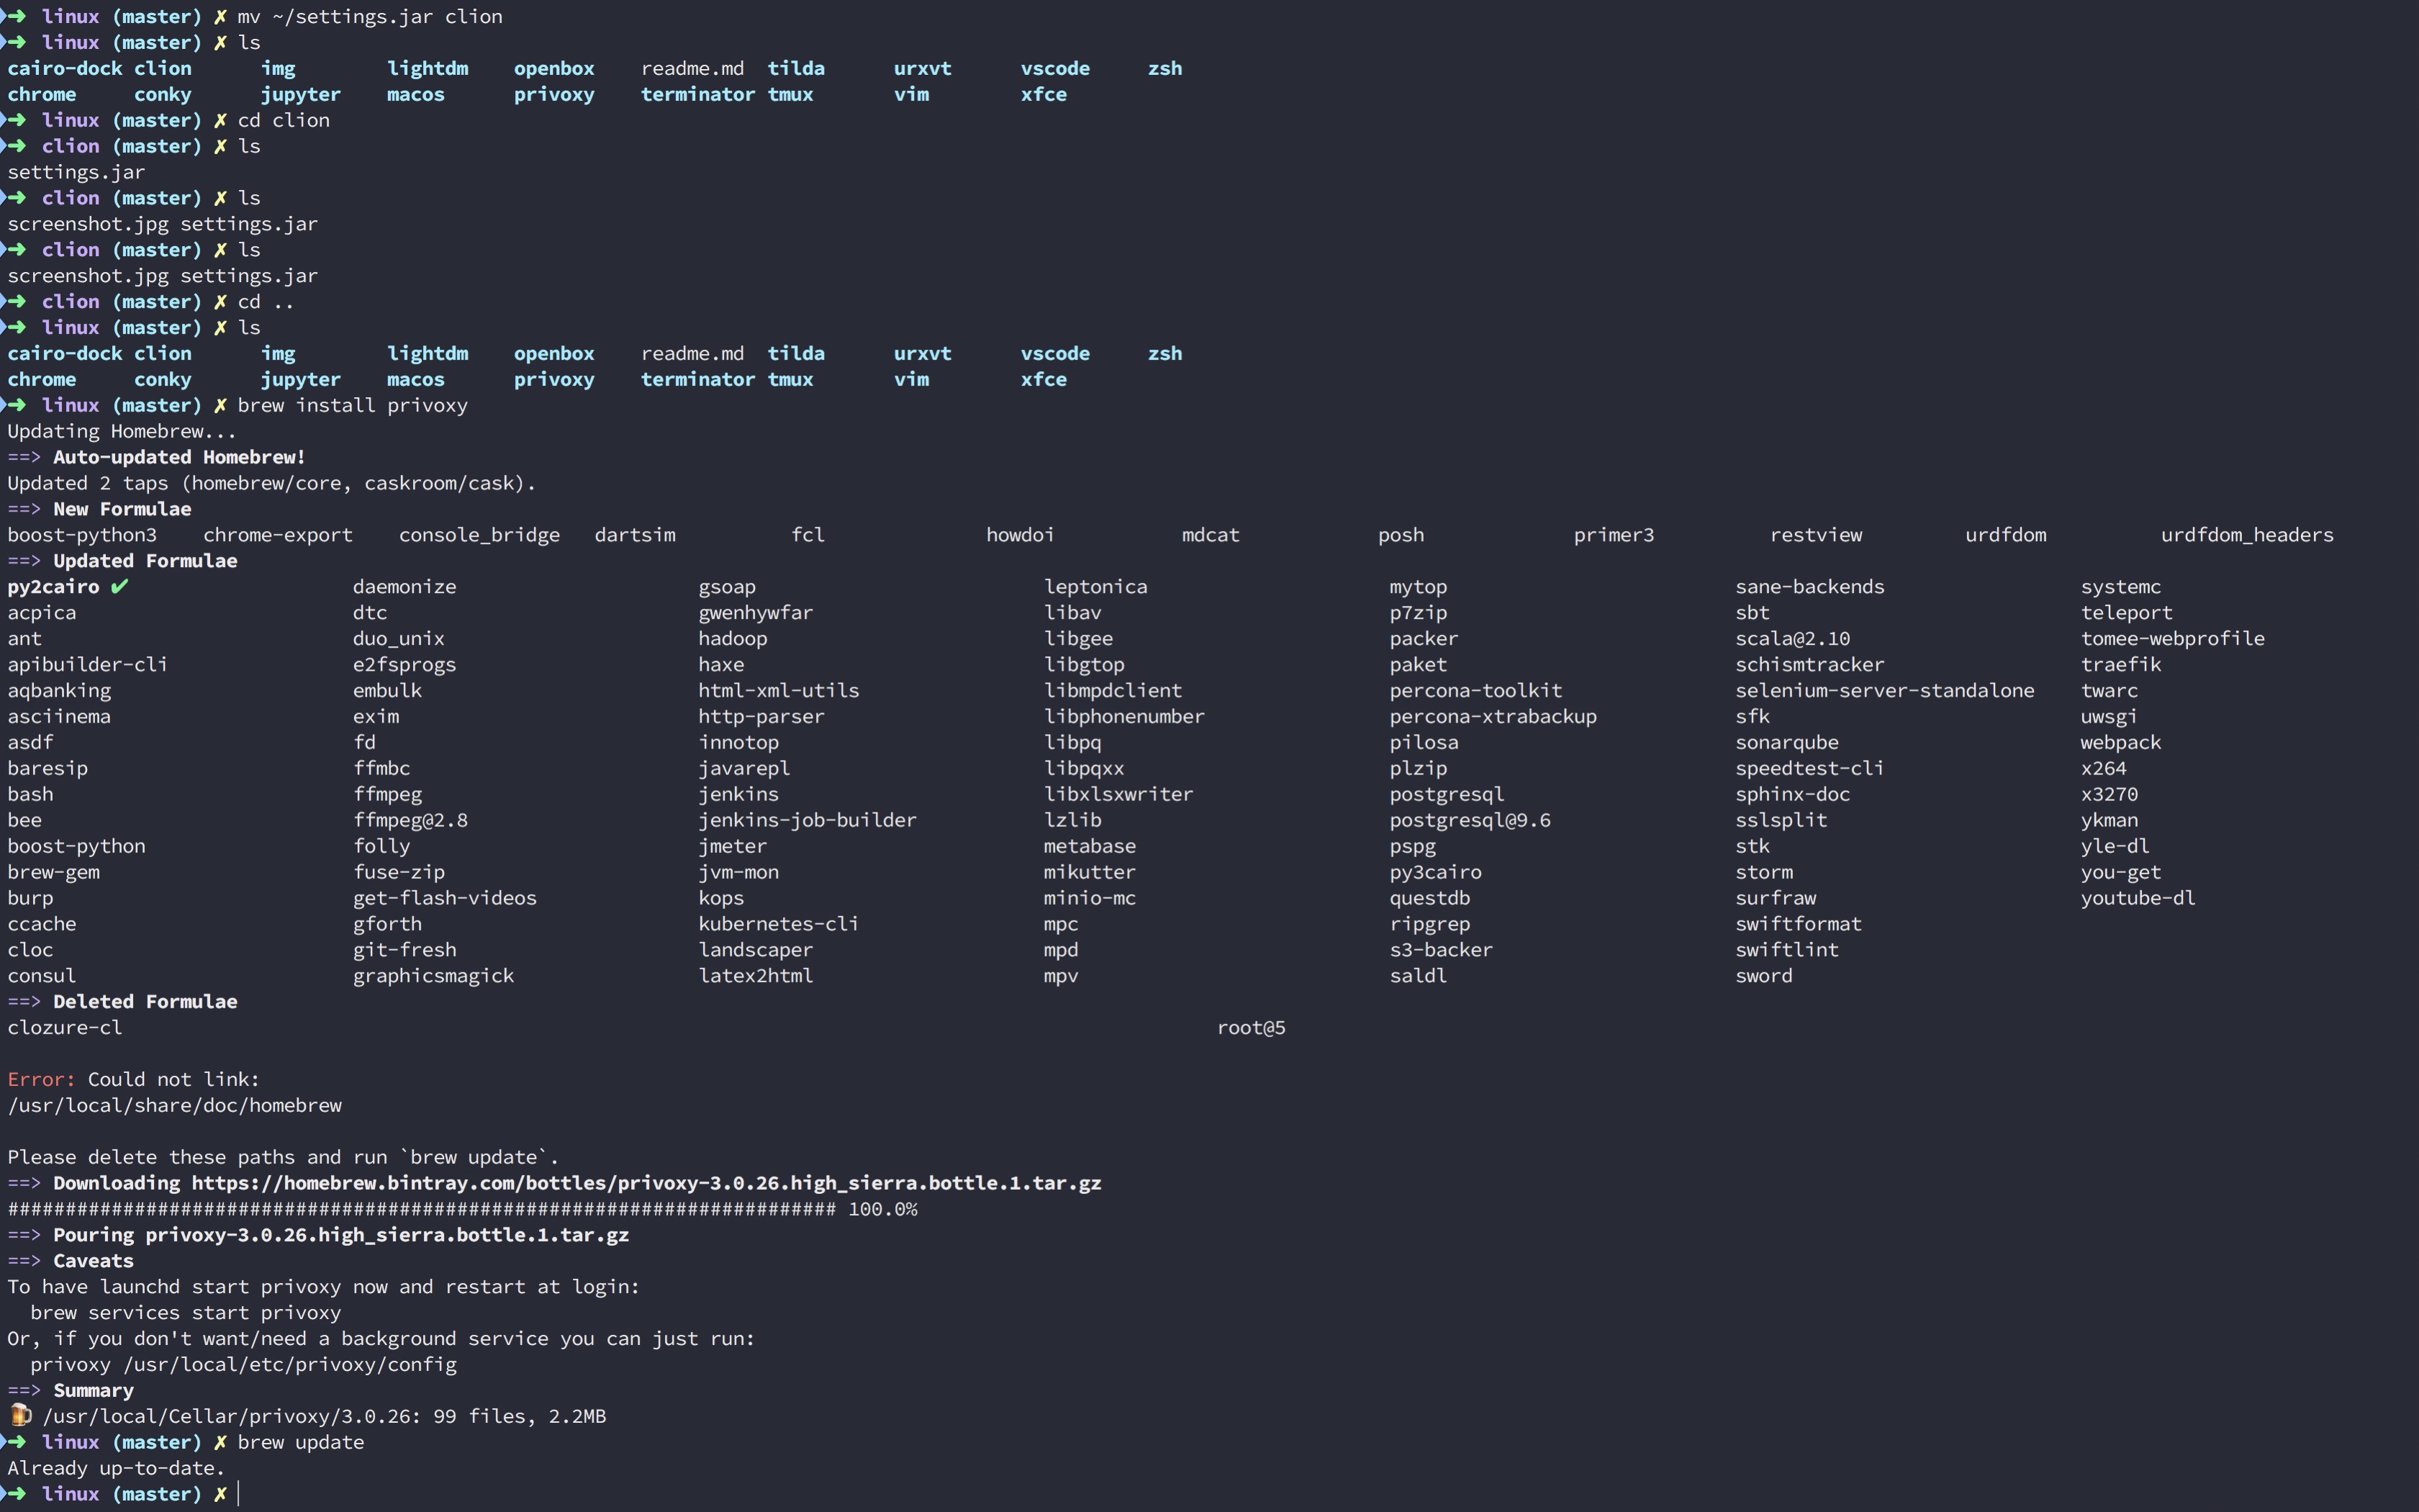 ➜ linux (master) ✗ mv ~/settings.jar clion
➜ linux (master) ✗ ls
cairo-dock clion img lightdm openbox readme.md tilda urxvt vscode zsh
chrome conky jupyter macos privoxy terminator tmux vim xfce
➜ linux (master) ✗ cd clion
➜ clion (master) ✗ ls
settings.jar
➜ clion (master) ✗ ls
screenshot.jpg settings.jar
➜ clion (master) ✗ ls
screenshot.jpg settings.jar
➜ clion (master) ✗ cd ..
➜ linux (master) ✗ ls
cairo-dock clion img lightdm openbox readme.md tilda urxvt vscode zsh
chrome conky jupyter macos privoxy terminator tmux vim xfce
➜ linux (master) ✗ brew install privoxy
Updating Homebrew...
==> Auto-updated Homebrew!
Updated 2 taps (homebrew/core, caskroom/cask).
==> New Formulae
boost-python3 chrome-export console_bridge dartsim fcl howdoi mdcat posh primer3 restview urdfdom urdfdom_headers
==> Updated Formulae
py2cairo ✔ daemonize gsoap leptonica mytop sane-backends systemc
acpica dtc gwenhywfar libav p7zip sbt teleport
ant duo_unix hadoop libgee packer scala@2.10 tomee-webprofile
apibuilder-cli e2fsprogs haxe libgtop paket schismtracker traefik
aqbanking embulk html-xml-utils libmpdclient percona-toolkit selenium-server-standalone twarc
asciinema exim http-parser libphonenumber percona-xtrabackup sfk uwsgi
asdf fd innotop libpq pilosa sonarqube webpack
baresip ffmbc javarepl libpqxx plzip speedtest-cli x264
bash ffmpeg jenkins libxlsxwriter postgresql sphinx-doc x3270
bee ffmpeg@2.8 jenkins-job-builder lzlib postgresql@9.6 sslsplit ykman
boost-python folly jmeter metabase pspg stk yle-dl
brew-gem fuse-zip jvm-mon mikutter py3cairo storm you-get
burp get-flash-videos kops minio-mc questdb surfraw youtube-dl
ccache gforth kubernetes-cli mpc ripgrep swiftformat
cloc git-fresh landscaper mpd s3-backer swiftlint
consul graphicsmagick latex2html mpv saldl sword
==> Deleted Formulae
clozure-cl root@5
Error: Could not link:
/usr/local/share/doc/homebrew
Please delete these paths and run `brew update`.
==> Downloading https://homebrew.bintray.com/bottles/privoxy-3.0.26.high_sierra.bottle.1.tar.gz
######################################################################## 100.0%
==> Pouring privoxy-3.0.26.high_sierra.bottle.1.tar.gz
==> Caveats
To have launchd start privoxy now and restart at login:
  brew services start privoxy
Or, if you don't want/need a background service you can just run:
  privoxy /usr/local/etc/privoxy/config
==> Summary
🍺 /usr/local/Cellar/privoxy/3.0.26: 99 files, 2.2MB
➜ linux (master) ✗ brew update
Already up-to-date.
➜ linux (master) ✗